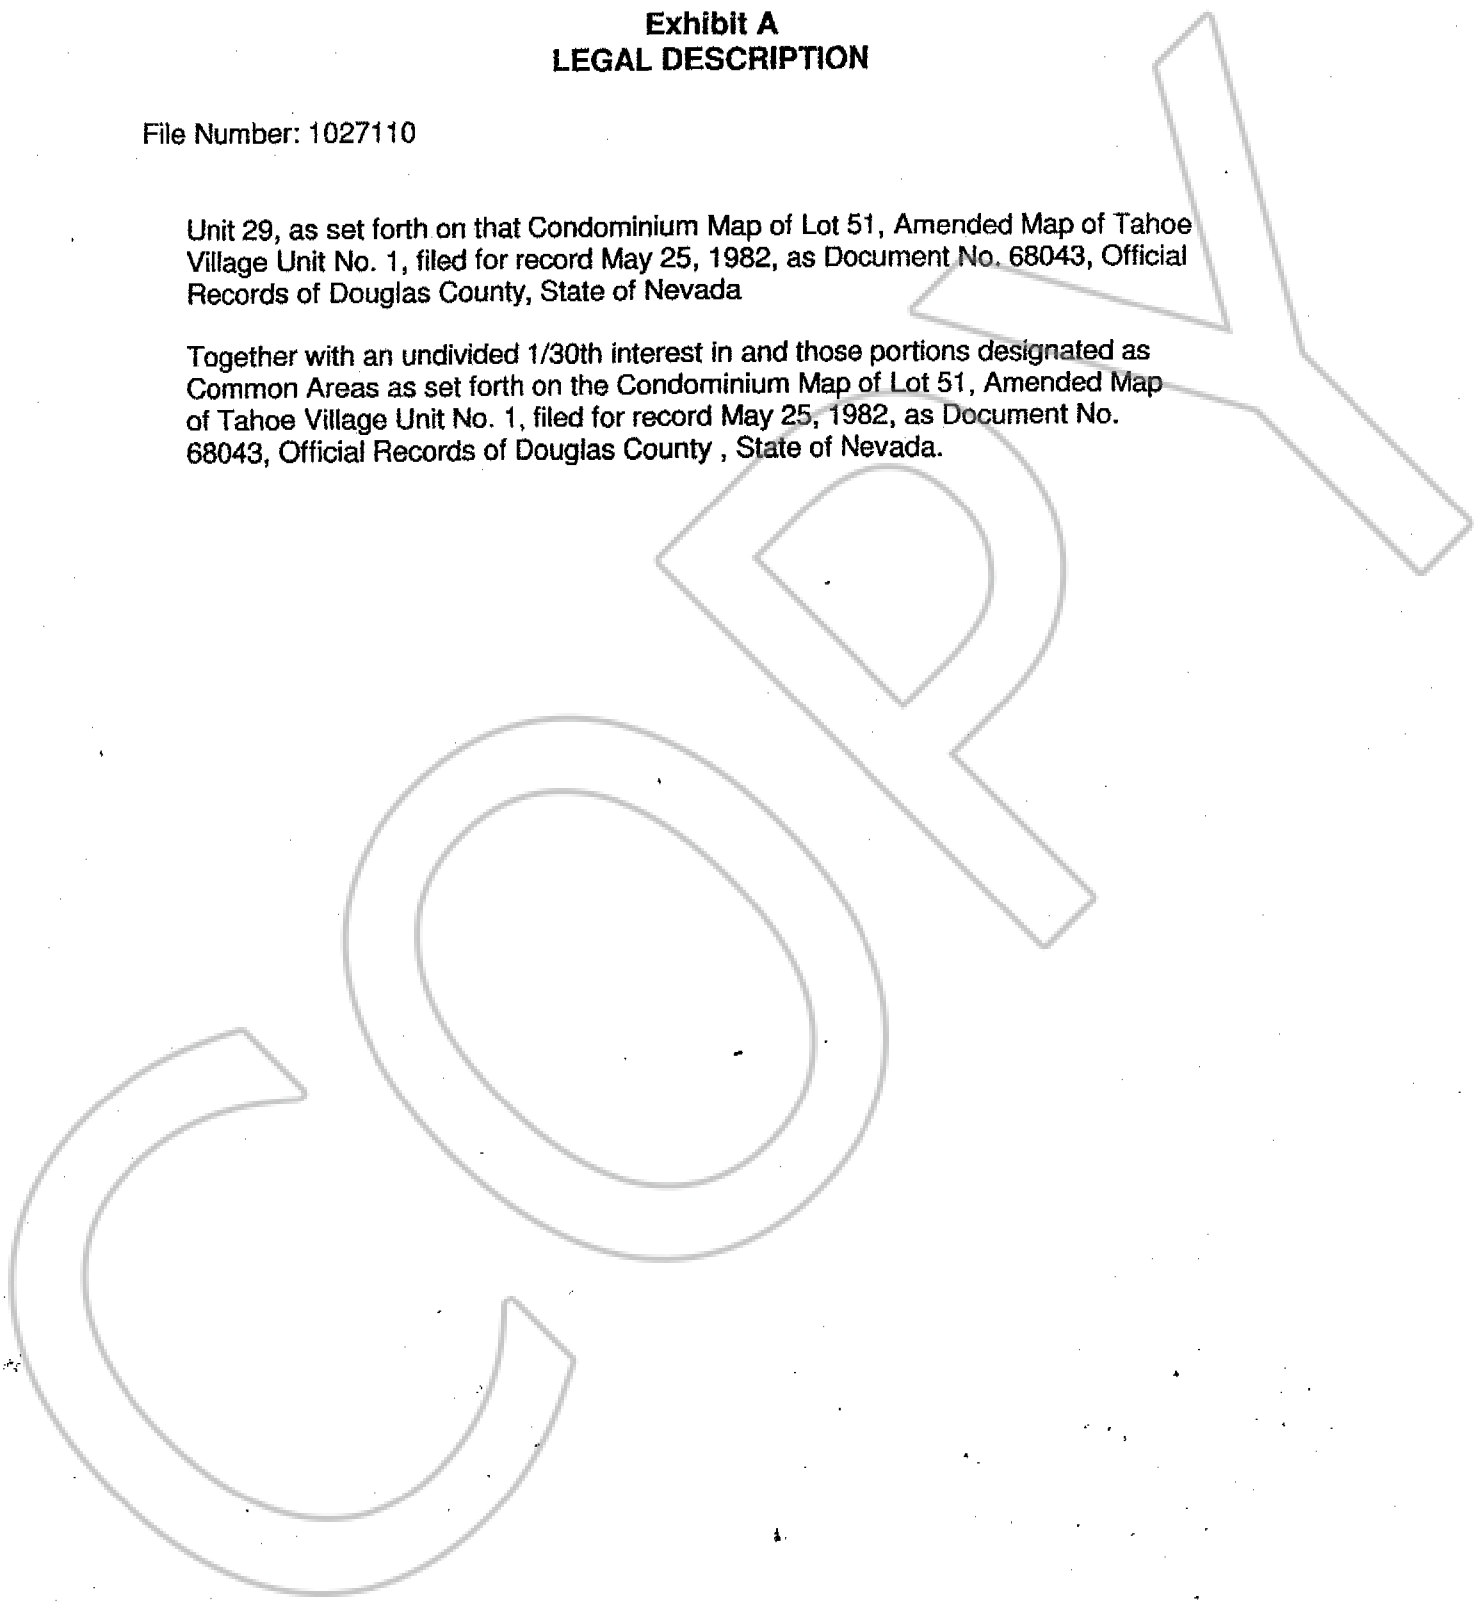 Exhibit A
LEGAL DESCRIPTION
File Number: 1027110
Unit 29, as set forth on that Condominium Map of Lot 51, Amended Map of Tahoe
Village Unit No. 1, filed for record May 25, 1982, as Document No. 68043, Official
Records of Douglas County, State of Nevada
Together with an undivided 1/30th interest in and those portions designated as
Common Areas as set forth on the Condominium Map of Lot 51, Amended Map
of Tahoe Village Unit No. 1, filed for record May 25, 1982, as Document No.
68043, Official Records of Douglas County , State of Nevada.
COPY